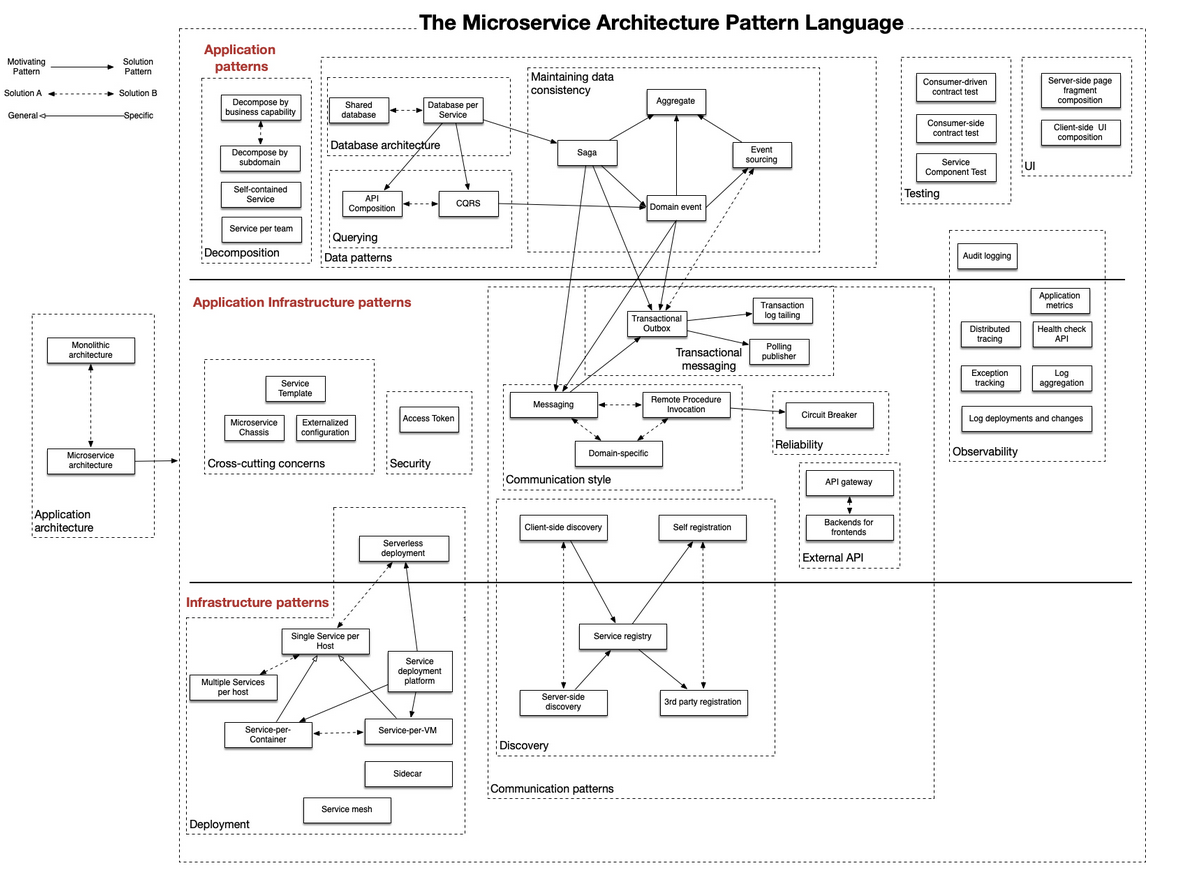 The Microservice Architecture Pattern Language
Motivating
Pattern
Solution
Pattern
Solution A
Solution B
General
Specific
Application
patterns
Decompose by
business capability
Decompose by
subdomain
Self-contained
Service
Service per team
Decomposition
Shared
database
Database per
Service
Database architecture
API
Composition
CQRS
Querying
Data patterns
Maintaining data
consistency
Aggregate
Saga
Event
sourcing
Domain event
Consumer-driven
contract test
Consumer-side
contract test
Service
Component Test
Testing
Server-side page
fragment
composition
Client-side UI
composition
UI
Application Infrastructure patterns
Audit logging
Application
metrics
Distributed
tracing
Health check
API
Exception
tracking
Log
aggregation
Log deployments and changes
Observability
Monolithic
architecture
Microservice
architecture
Application
architecture
Service
Template
Microservice
Chassis
Externalized
configuration
Cross-cutting concerns
Access Token
Security
Transactional
Outbox
Transaction
log tailing
Polling
publisher
Transactional
messaging
Messaging
Remote Procedure
Invocation
Domain-specific
Communication style
Circuit Breaker
Reliability
API gateway
Backends for
frontends
External API
Client-side discovery
Self registration
Service registry
Server-side
discovery
3rd party registration
Discovery
Communication patterns
Serverless
deployment
Infrastructure patterns
Single Service per
Host
Multiple Services
per host
Service
deployment
platform
Service-per-
Container
Service-per-VM
Sidecar
Service mesh
Deployment